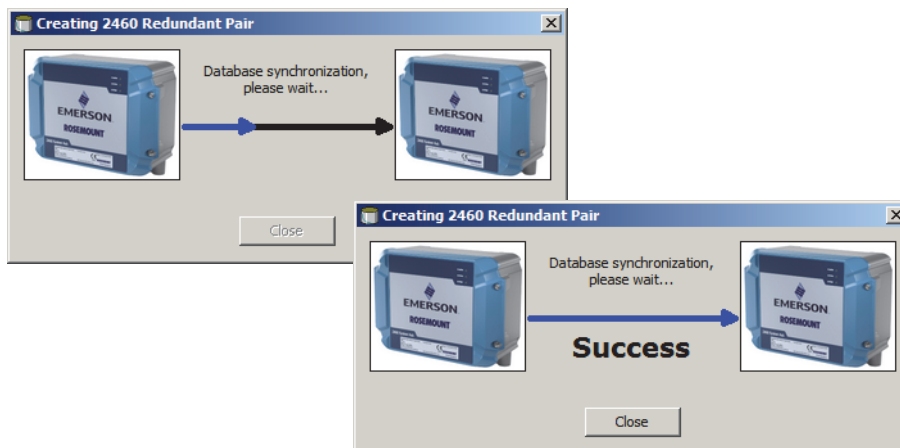 Creating 2460 Redundant Pair
Database synchronization,
please wait...
EMERSON
ROSEMOUNT
EMERSON
ROSEMOUNT
Close
Creating 2460 Redundant Pair
Database synchronization,
please wait...
EMERSON
ROSEMOUNT
EMERSON
ROSEMOUNT
Success
Close